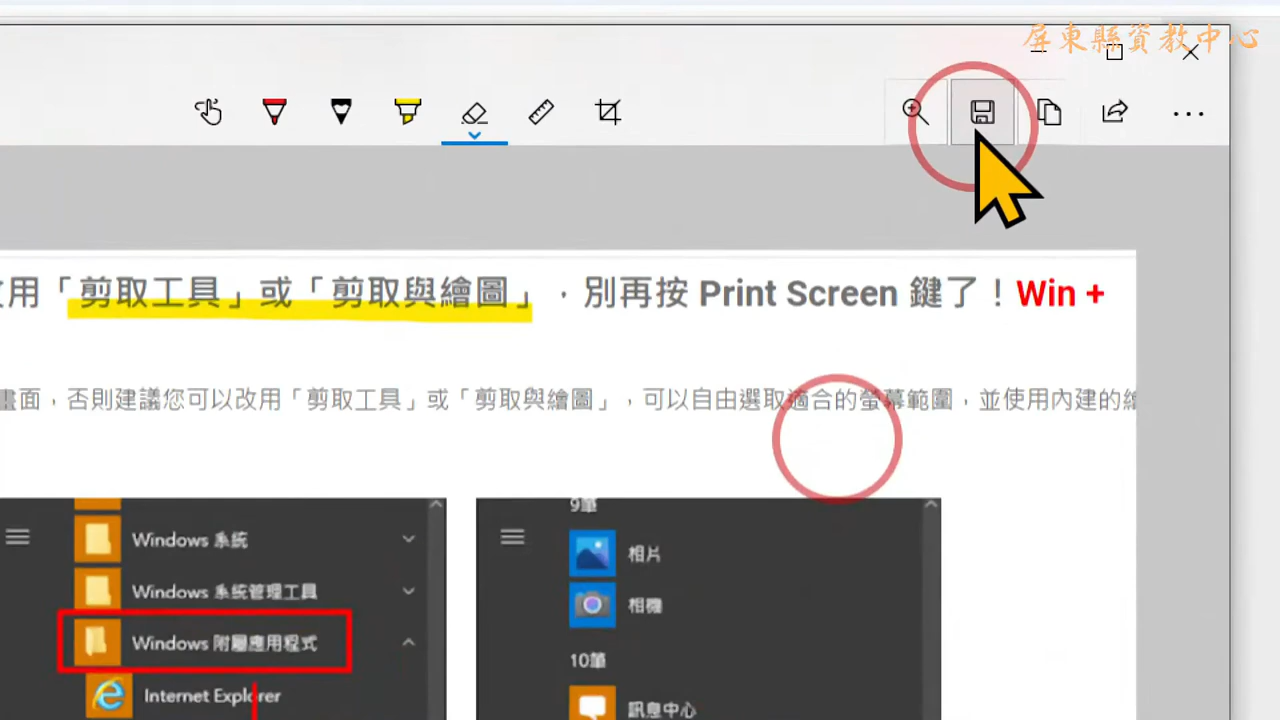 屏東縣資教中心
用「剪取工具」或「剪取與繪圖」，別再按 Print Screen 鍵了！Win +
畫面，否則建議您可以改用「剪取工具」或「剪取與繪圖」，可以自由選取適合的螢幕範圍，並使用內建的繪
Windows 系統
Windows 系統管理工具
Windows 附屬應用程式
Internet Explorer
9筆
相片
相機
10筆
訊息中心